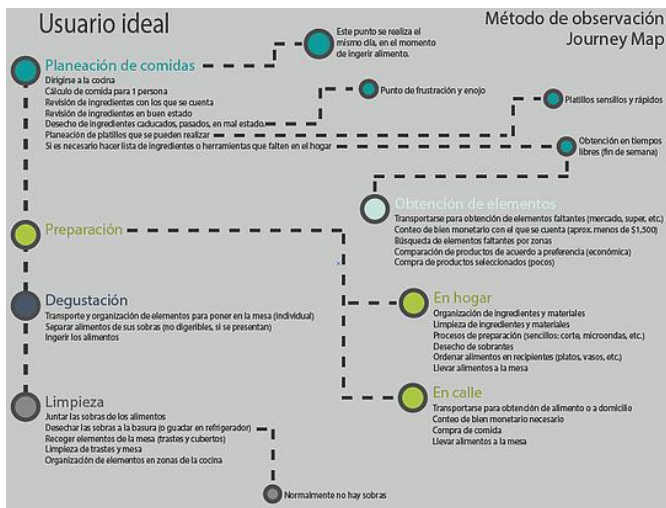 Usuario ideal
Método de observación
Journey Map
Este punto se realiza el
mismo día, en el momento
de ingerir alimento.
Planeación de comidas
Dirigirse a la cocina
Cálculo de comida para 1 persona
Revisión de ingredientes con los que se cuenta
Revisión de ingredientes en buen estado
Desecho de ingredientes caducados, pasados, en mal estado.
Planeación de platillos que se pueden realizar
Si es necesario hacer lista de ingredientes o herramientas que falten en el hogar
Punto de frustración y enojo
Platillos sensillos y rápidos
Obtención en tiempos
libres (fin de semana)
Obtención de elementos
Transportarse para obtención de elementos faltantes (mercado, super, etc.)
Conteo de bien monetario con el que se cuenta (aprox. menos de $1,500)
Búsqueda de elementos faltantes por zonas
Comparación de productos de acuerdo a preferencia (económica)
Compra de productos seleccionados (pocos)
Preparación
En hogar
Organización de ingredientes y materiales
Limpieza de ingredientes y materiales
Procesos de preparación (sencillos: corte, microondas, etc.)
Desecho de sobrantes
Ordenar alimentos en recipientes (platos, vasos, etc.)
Llevar alimentos a la mesa
Degustación
Transporte y organización de elementos para poner en la mesa (individual)
Separar alimentos de sus sobras (no digeribles, si se presentan)
Ingerir los alimentos
En calle
Transportarse para obtención de alimento o a domicilio
Conteo de bien monetario necesario
Compra de comida
Llevar alimentos a la mesa
Limpieza
Juntar las sobras de los alimentos
Desechar las sobras a la basura (o guadar en refrigerador)
Recoger elementos de la mesa (trastes y cubertos)
Limpieza de trastes y mesa
Organización de elementos en zonas de la cocina
Normalmente no hay sobras